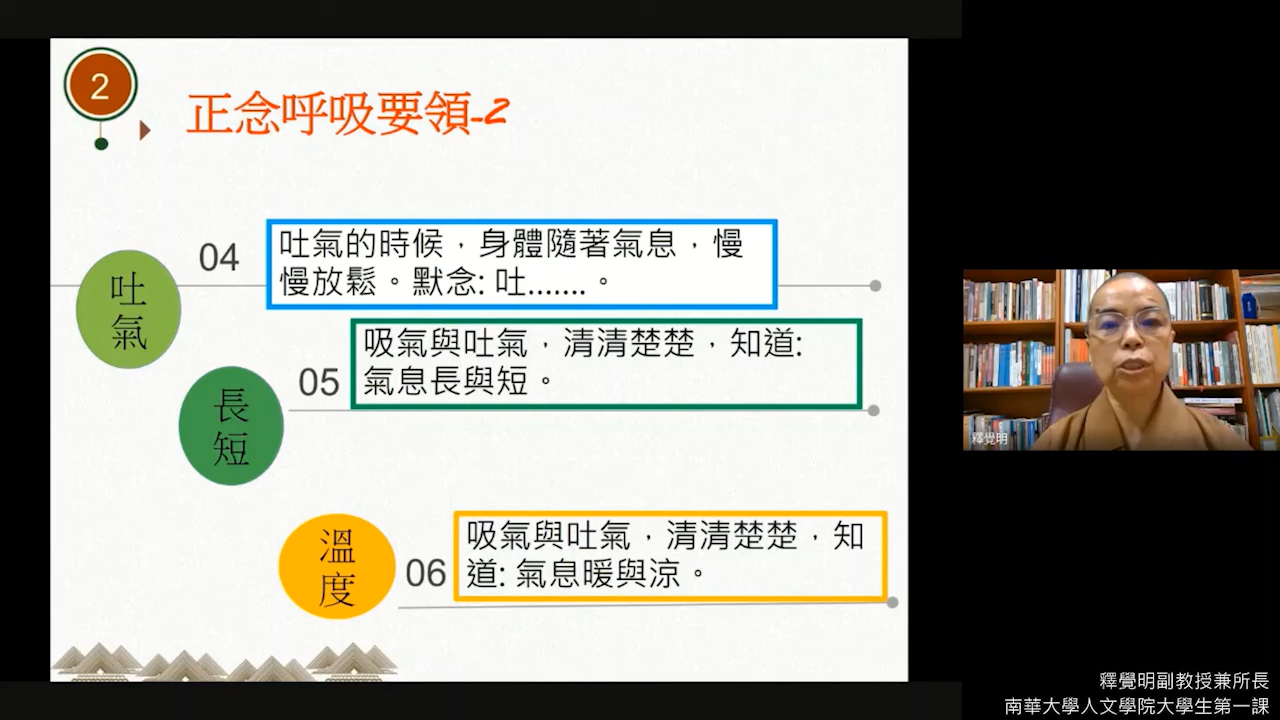 2
正念呼吸要領-2
吐
氣
04
吐氣的時候，身體隨著氣息，慢
慢放鬆。默念: 吐.......。
長
短
05
吸氣與吐氣，清清楚楚，知道:
氣息長與短。
溫
度
06
吸氣與吐氣，清清楚楚，知
道: 氣息暖與涼。
釋覺明
釋覺明副教授兼所長
南華大學人文學院大學生第一課